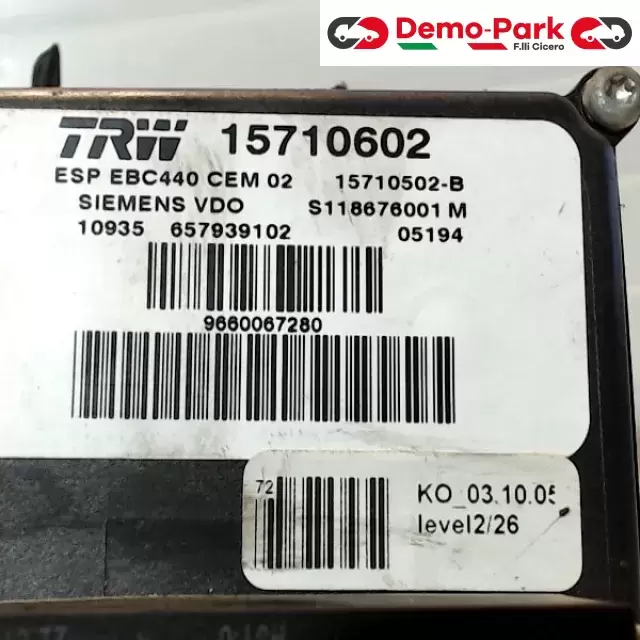 Demo-Park
F.lli Cicero
TRW 15710602
ESP EBC440 CEM 02 15710502-B
SIEMENS VDO S118676001 M
10935 657939102 05194
9660067280
72
KO_03.10.05
level2/26